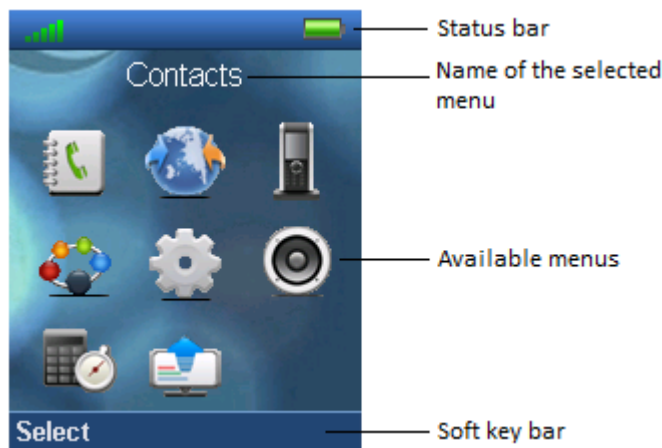 Status bar
Contacts
Name of the selected
menu
Available menus
Select
Soft key bar